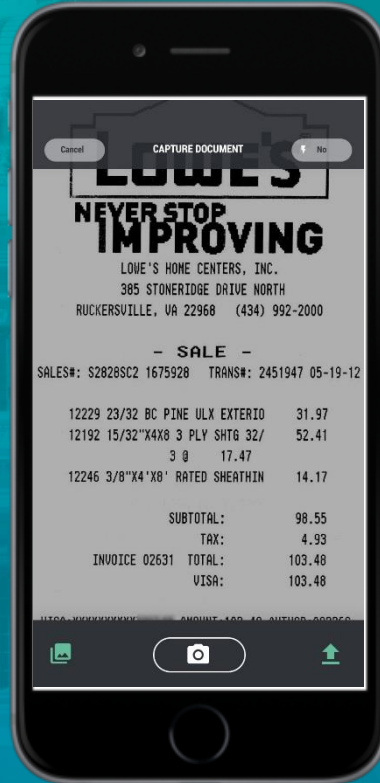 Cancel CAPTURE DOCUMENT No
LOWE'S
NEVER STOP
IMPROVING
LOWE'S HOME CENTERS, INC.
385 STONERIDGE DRIVE NORTH
RUCKERSVILLE, VA 22968 (434) 992-2000
- SALE -
SALES#: S2828SC2 1675928 TRANS#: 2451947 05-19-12
12229 23/32 BC PINE ULX EXTERIO 31.97
12192 15/32"X4X8 3 PLY SHTG 32/ 52.41
3 @ 17.47
12246 3/8"X4'X8' RATED SHEATHIN 14.17
SUBTOTAL: 98.55
TAX: 4.93
INVOICE 02631 TOTAL: 103.48
VISA: 103.48